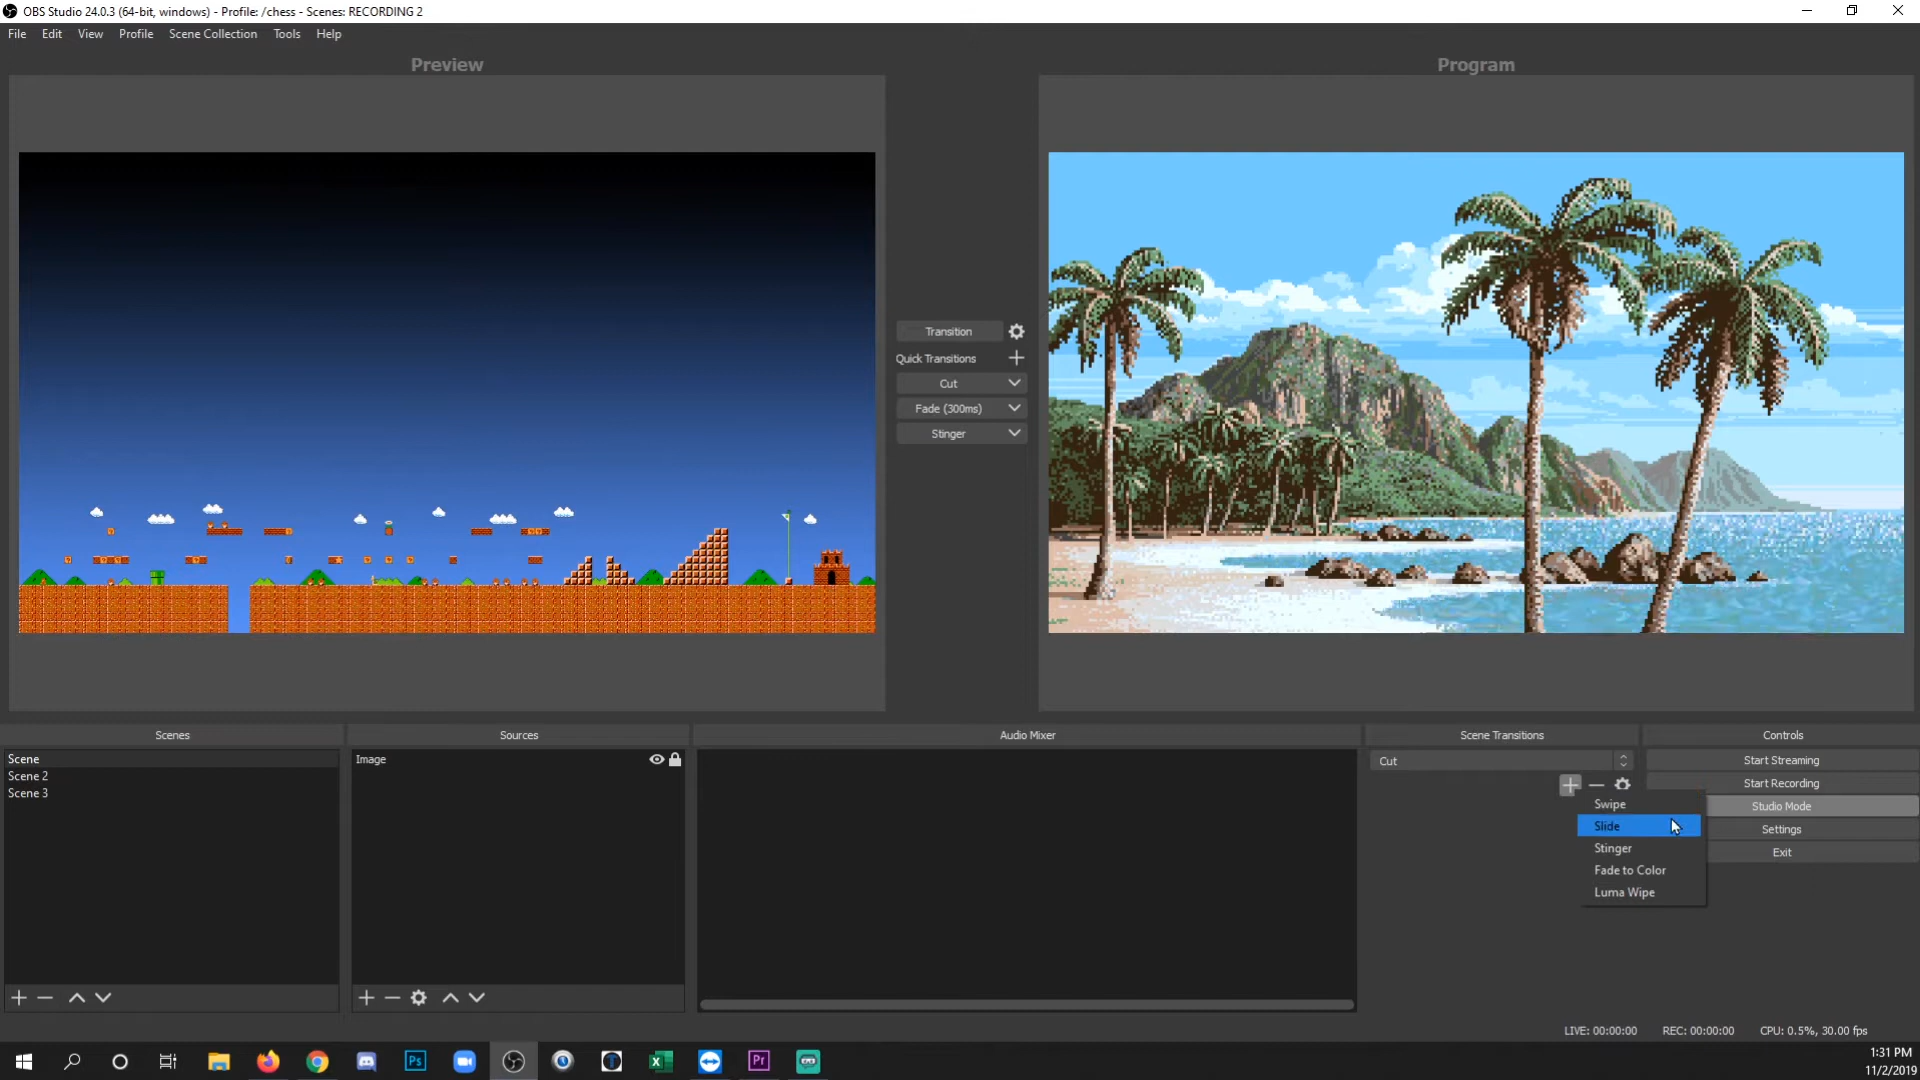 OBS Studio 24.0.3 (64-bit, windows) - Profile: /chess - Scenes: RECORDING 2
File Edit View Profile Scene Collection Tools Help
Preview
Program
Transition
Quick Transitions
Cut
Fade (300ms)
Stinger
Scenes
Scene
Scene 2
Scene 3
Sources
Image
Audio Mixer
Scene Transitions
Cut
Swipe
Slide
Stinger
Fade to Color
Luma Wipe
Controls
Start Streaming
Start Recording
Studio Mode
Settings
Exit
LIVE: 00:00:00 REC: 00:00:00 CPU: 0.5%, 30.00 fps
Ps
T
X
Pr
1:31 PM
11/2/2019